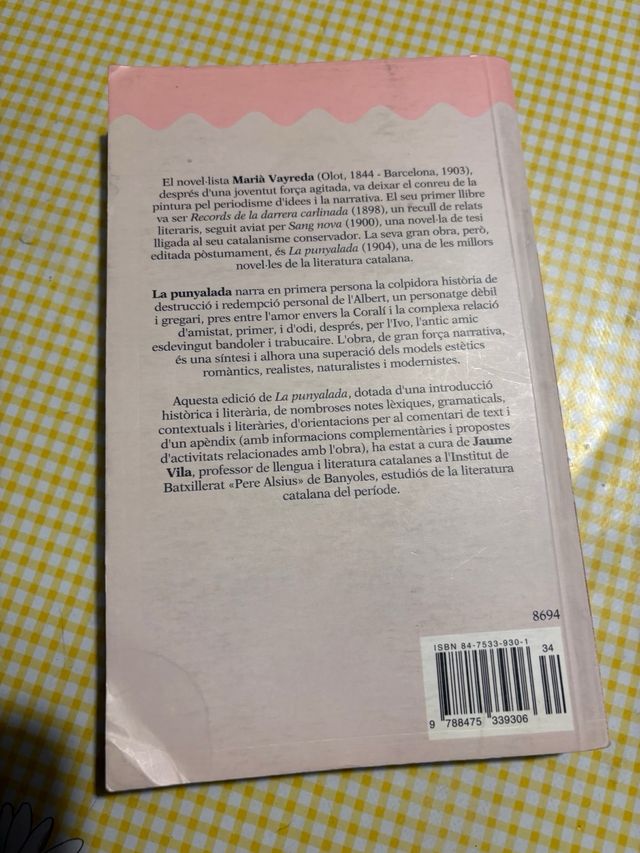 El novel·lista Marià Vayreda (Olot, 1844 - Barcelona, 1903),
després d'una joventut força agitada, va deixar el conreu de la
pintura pel periodisme d'idees i la narrativa. El seu primer llibre
va ser Records de la darrera carlinada (1898), un recull de relats
literaris, seguit aviat per Sang nova (1900), una novel·la de tesi
lligada al seu catalanisme conservador. La seva gran obra, però,
editada pòstumament, és La punyalada (1904), una de les millors
novel·les de la literatura catalana.
La punyalada narra en primera persona la colpidora història de
destrucció i redempció personal de l'Albert, un personatge dèbil
i gregari, pres entre l'amor envers la Coralí i la complexa relació
d'amistat, primer, i d'odi, després, per l'Ivo, l'antic amic
esdevingut bandoler i trabucaire. L'obra, de gran força narrativa,
és una síntesi i alhora una superació dels models estètics
romàntics, realistes, naturalistes i modernistes.
Aquesta edició de La punyalada, dotada d'una introducció
històrica i literària, de nombroses notes lèxiques, gramaticals,
contextuals i literàries, d'orientacions per al comentari de text i
d'un apèndix (amb informacions complementàries i propostes
d'activitats relacionades amb l'obra), ha estat a cura de Jaume
Vila, professor de llengua i literatura catalanes a l'Institut de
Batxillerat «Pere Alsius» de Banyoles, estudiós de la literatura
catalana del període.
8694
ISBN 84-7533-930-1
34
9 788475 339306